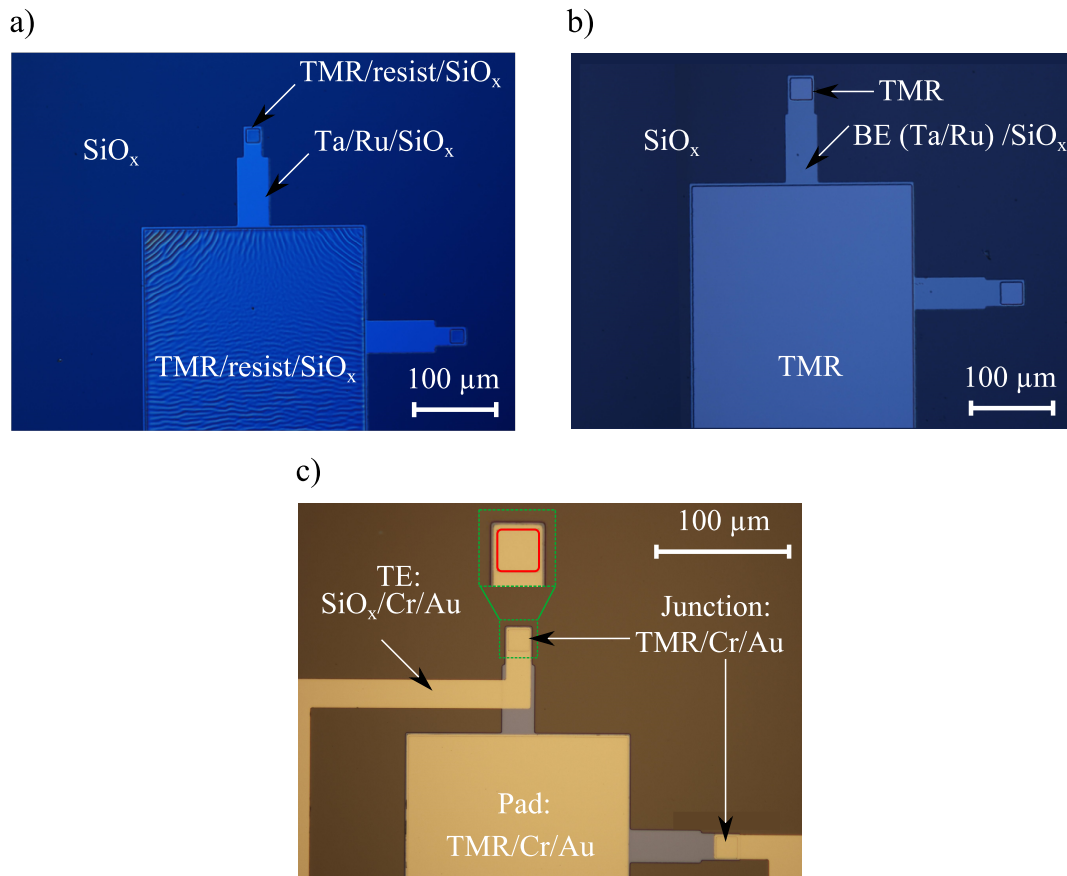 a)
TMR/resist/SiOₓ
SiOₓ
Ta/Ru/SiOₓ
TMR/resist/SiOₓ
100 µm
b)
TMR
SiOₓ
BE (Ta/Ru) /SiOₓ
TMR
100 µm
c)
100 µm
TE:
SiOₓ/Cr/Au
Junction:
TMR/Cr/Au
Pad:
TMR/Cr/Au